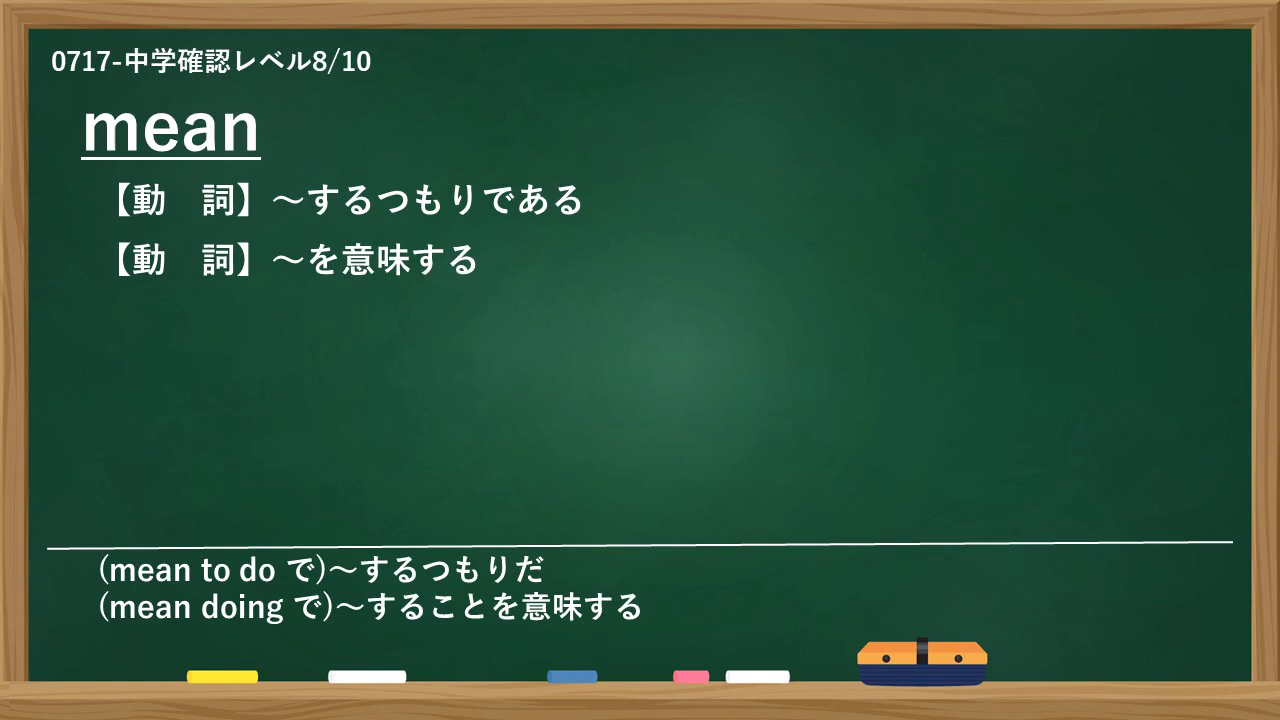 0717-中学確認レベル8/10
mean
【動　詞】～するつもりである
【動　詞】～を意味する
(mean to do で)～するつもりだ
(mean doing で)～することを意味する